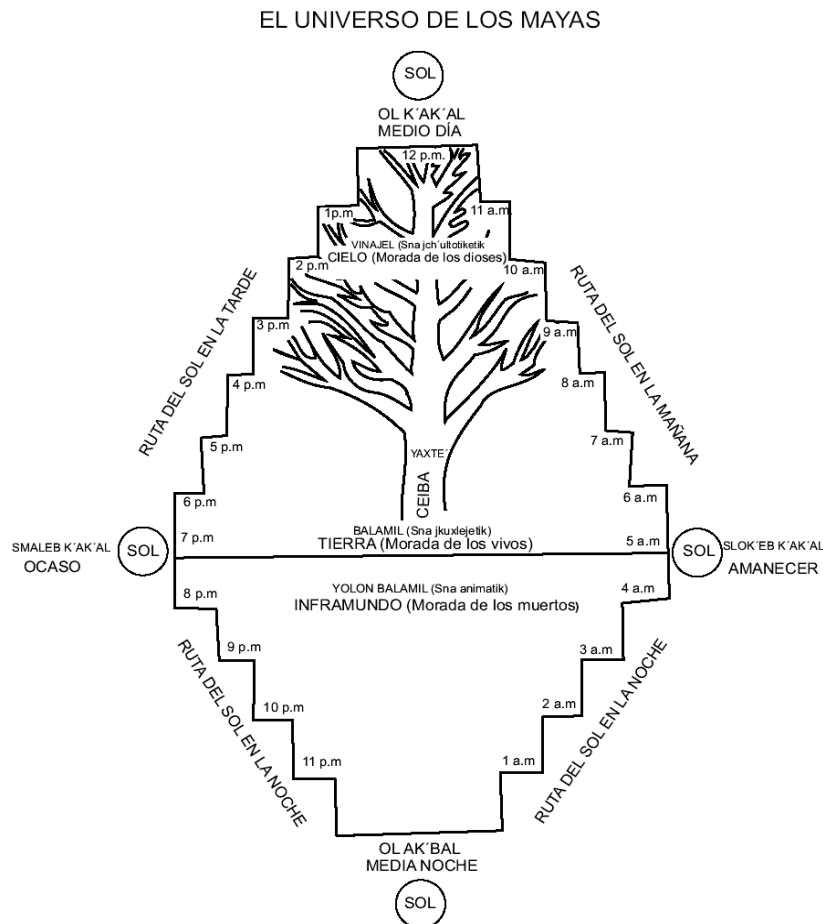 EL UNIVERSO DE LOS MAYAS
SOL
OL K´AK´AL
MEDIO DÍA
12 p.m.
1p.m
11 a.m
VINAJEL (Sna jch´ultotiketik
CIELO (Morada de los dioses)
2 p.m
10 a.m
RUTA DEL SOL EN LA TARDE
RUTA DEL SOL EN LA MAÑANA
3 p.m
9 a.m
4 p.m
8 a.m
5 p.m
7 a.m
YAXTE´
CEIBA
6 p.m
6 a.m
BALAMIL (Sna jkuxlejetik)
TIERRA (Morada de los vivos)
7 p.m
5 a.m
SMALEB K´AK´AL
OCASO
SOL
SOL
SLOK´EB K´AK´AL
AMANECER
8 p.m
4 a.m
YOLON BALAMIL (Sna animatik)
INFRAMUNDO (Morada de los muertos)
9 p.m
3 a.m
RUTA DEL SOL EN LA NOCHE
RUTA DEL SOL EN LA NOCHE
10 p.m
2 a.m
11 p.m
1 a.m
OL AK´BAL
MEDIA NOCHE
SOL